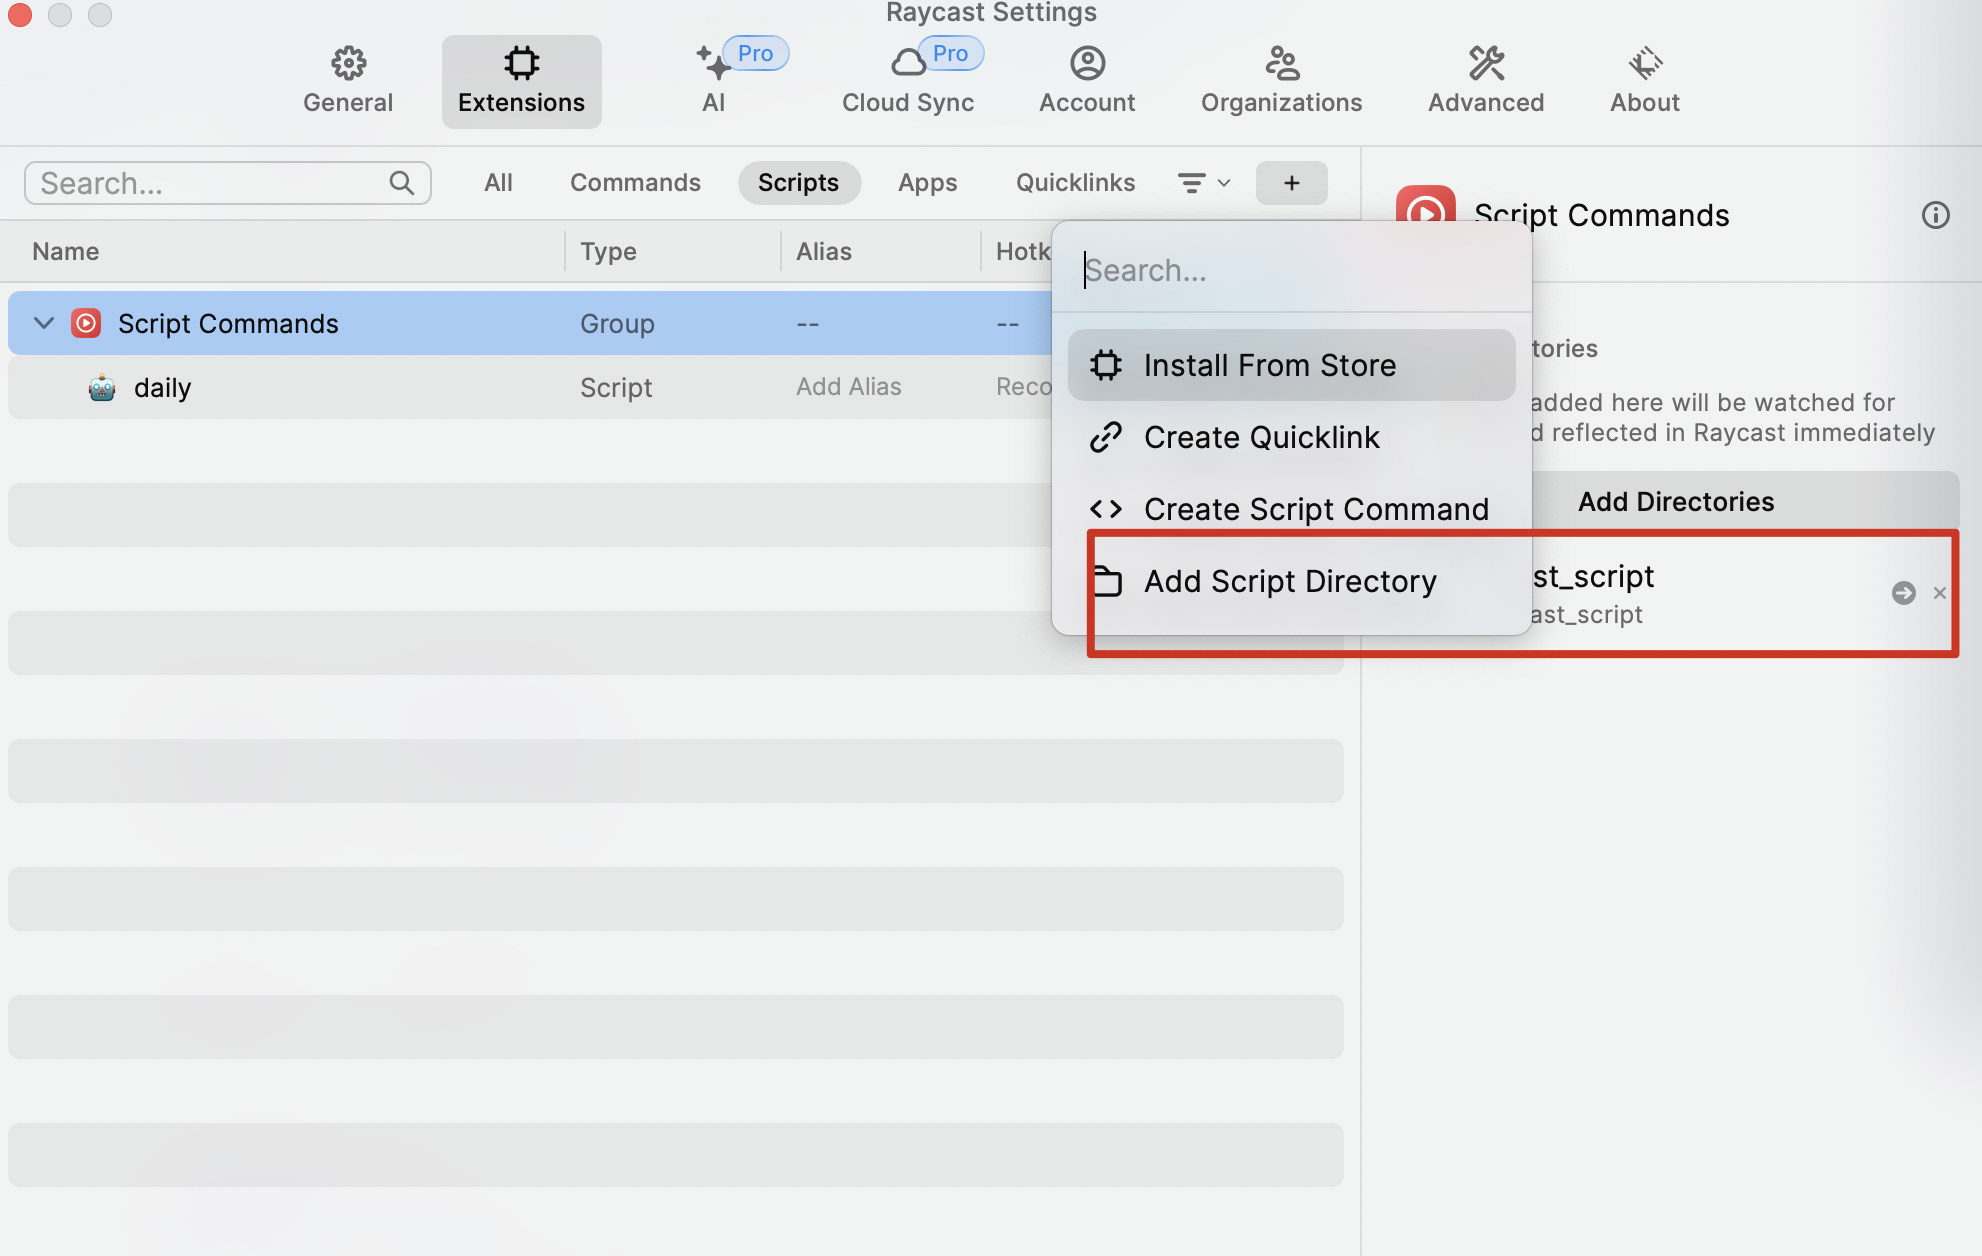 Raycast Settings
General
Extensions
AI
Pro
Cloud Sync
Pro
Account
Organizations
Advanced
About
Search...
All
Commands
Scripts
Apps
Quicklinks
+
Script Commands
Name
Type
Alias
Hotk
Search...
Script Commands
Group
--
--
daily
Script
Add Alias
Reco
Install From Store
Create Quicklink
Create Script Command
Add Script Directory
tories
added here will be watched for
d reflected in Raycast immediately
Add Directories
st_script
ast_script